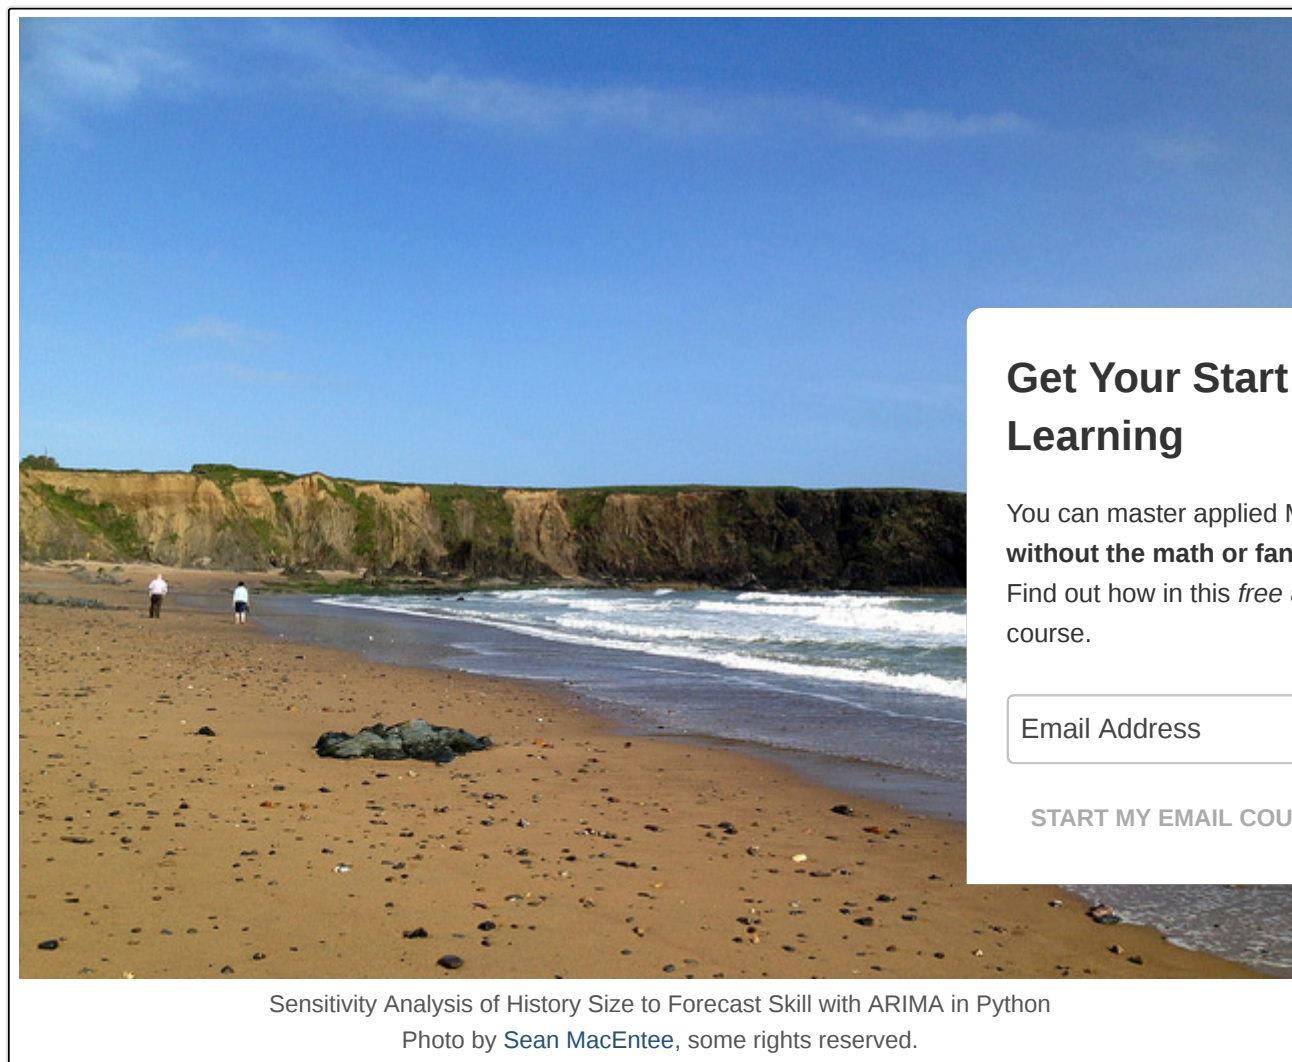 Get Your Start
Learning
You can master applied M
without the math or fan
Find out how in this free a
course.
Email Address
START MY EMAIL COU
Sensitivity Analysis of History Size to Forecast Skill with ARIMA in Python
Photo by Sean MacEntee, some rights reserved.